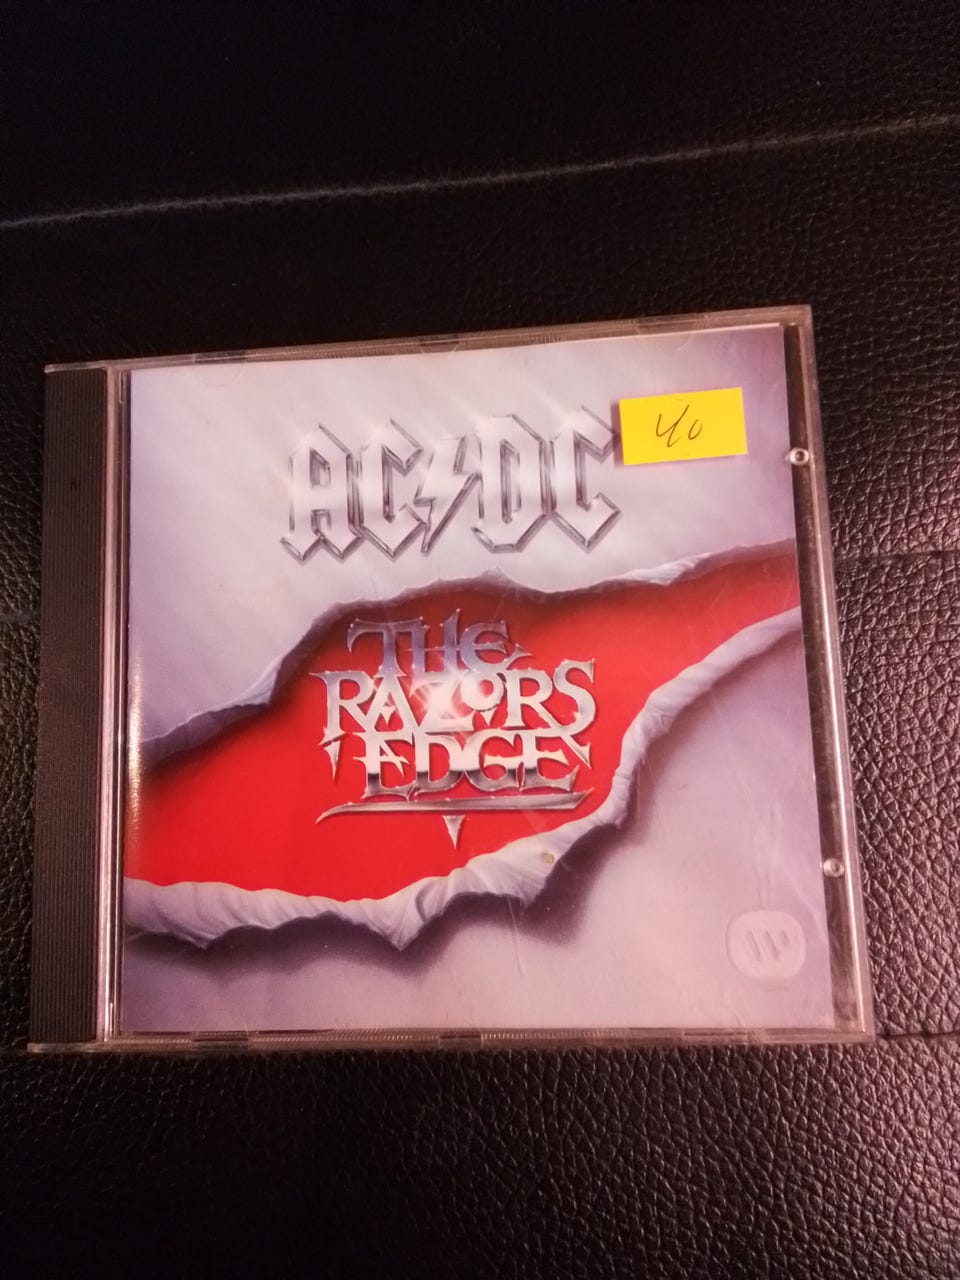 AC/DC
40
THE
RAZORS
EDGE
W